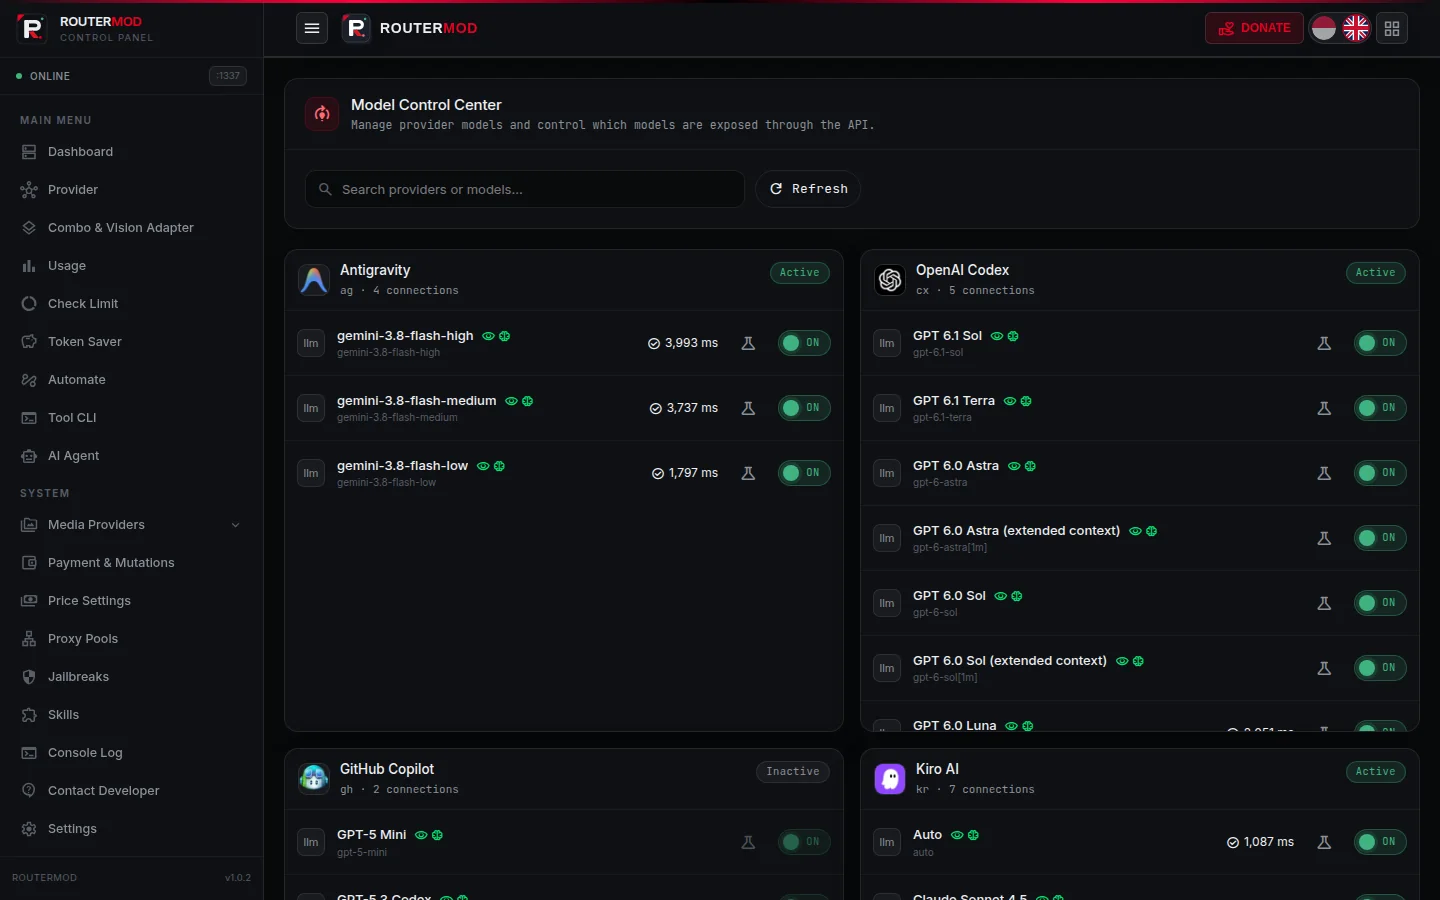 ROUTERMOD
CONTROL PANEL
ONLINE
:1337
MAIN MENU
Dashboard
Provider
Combo & Vision Adapter
Usage
Check Limit
Token Saver
Automate
Tool CLI
AI Agent
SYSTEM
Media Providers
Payment & Mutations
Price Settings
Proxy Pools
Jailbreaks
Skills
Console Log
Contact Developer
Settings
ROUTERMOD v1.0.2
ROUTERMOD
DONATE
Model Control Center
Manage provider models and control which models are exposed through the API.
Search providers or models...
Refresh
Antigravity
ag · 4 connections
Active
llm
gemini-3.8-flash-high
gemini-3.8-flash-high
3,993 ms
ON
llm
gemini-3.8-flash-medium
gemini-3.8-flash-medium
3,737 ms
ON
llm
gemini-3.8-flash-low
gemini-3.8-flash-low
1,797 ms
ON
OpenAI Codex
cx · 5 connections
Active
llm
GPT 6.1 Sol
gpt-6.1-sol
ON
llm
GPT 6.1 Terra
gpt-6.1-terra
ON
llm
GPT 6.0 Astra
gpt-6-astra
ON
llm
GPT 6.0 Astra (extended context)
gpt-6-astra[1m]
ON
llm
GPT 6.0 Sol
gpt-6-sol
ON
llm
GPT 6.0 Sol (extended context)
gpt-6-sol[1m]
ON
GPT 6.0 Luna
GitHub Copilot
gh · 2 connections
Inactive
llm
GPT-5 Mini
gpt-5-mini
ON
GPT-5.3 Codex
Kiro AI
kr · 7 connections
Active
llm
Auto
auto
1,087 ms
ON
Claude Sonnet 4.5